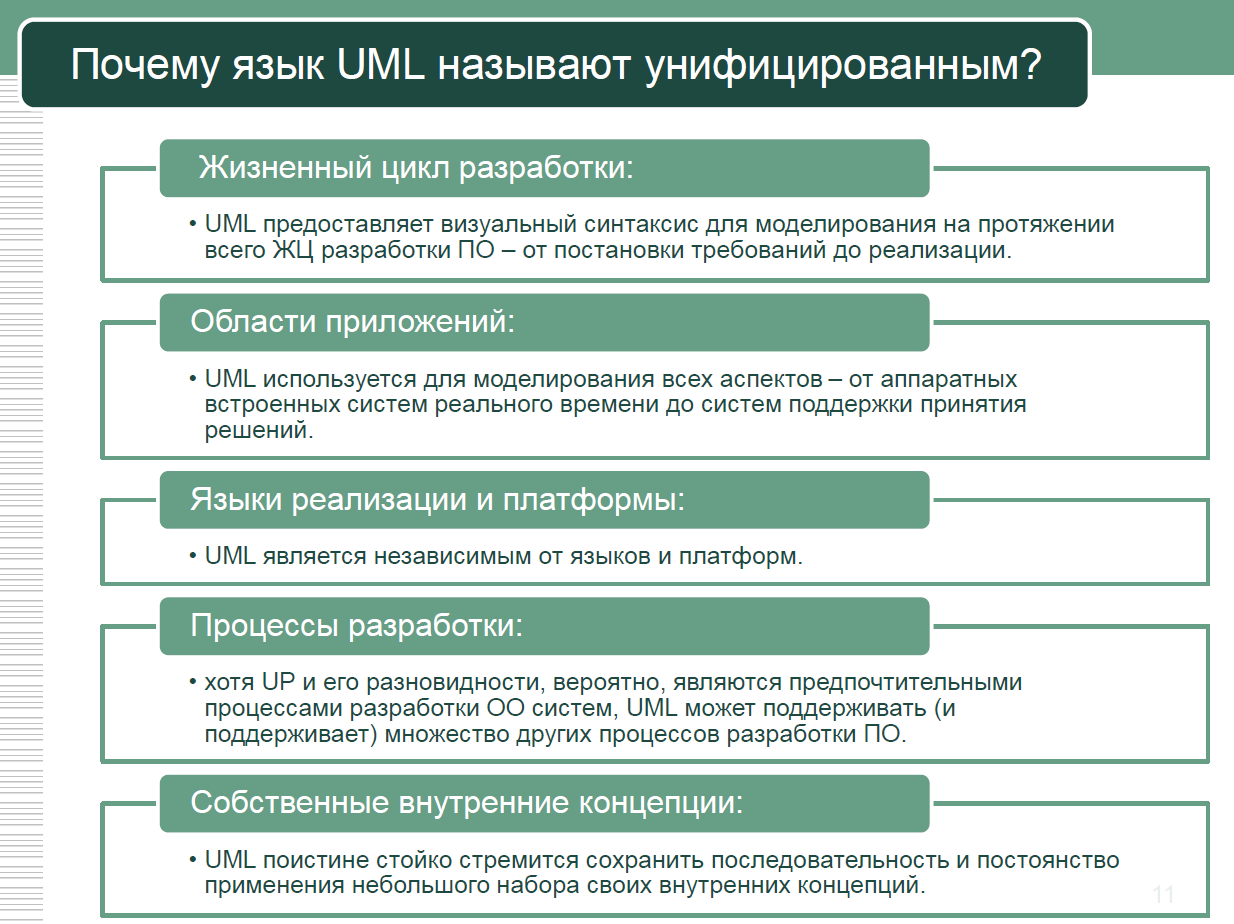 Почему язык UML называют унифицированным?
Жизненный цикл разработки:
• UML предоставляет визуальный синтаксис для моделирования на протяжении
всего ЖЦ разработки ПО – от постановки требований до реализации.
Области приложений:
• UML используется для моделирования всех аспектов – от аппаратных
встроенных систем реального времени до систем поддержки принятия
решений.
Языки реализации и платформы:
• UML является независимым от языков и платформ.
Процессы разработки:
• хотя UP и его разновидности, вероятно, являются предпочтительными
процессами разработки ОО систем, UML может поддерживать (и
поддерживает) множество других процессов разработки ПО.
Собственные внутренние концепции:
• UML поистине стойко стремится сохранить последовательность и постоянство
применения небольшого набора своих внутренних концепций.
11